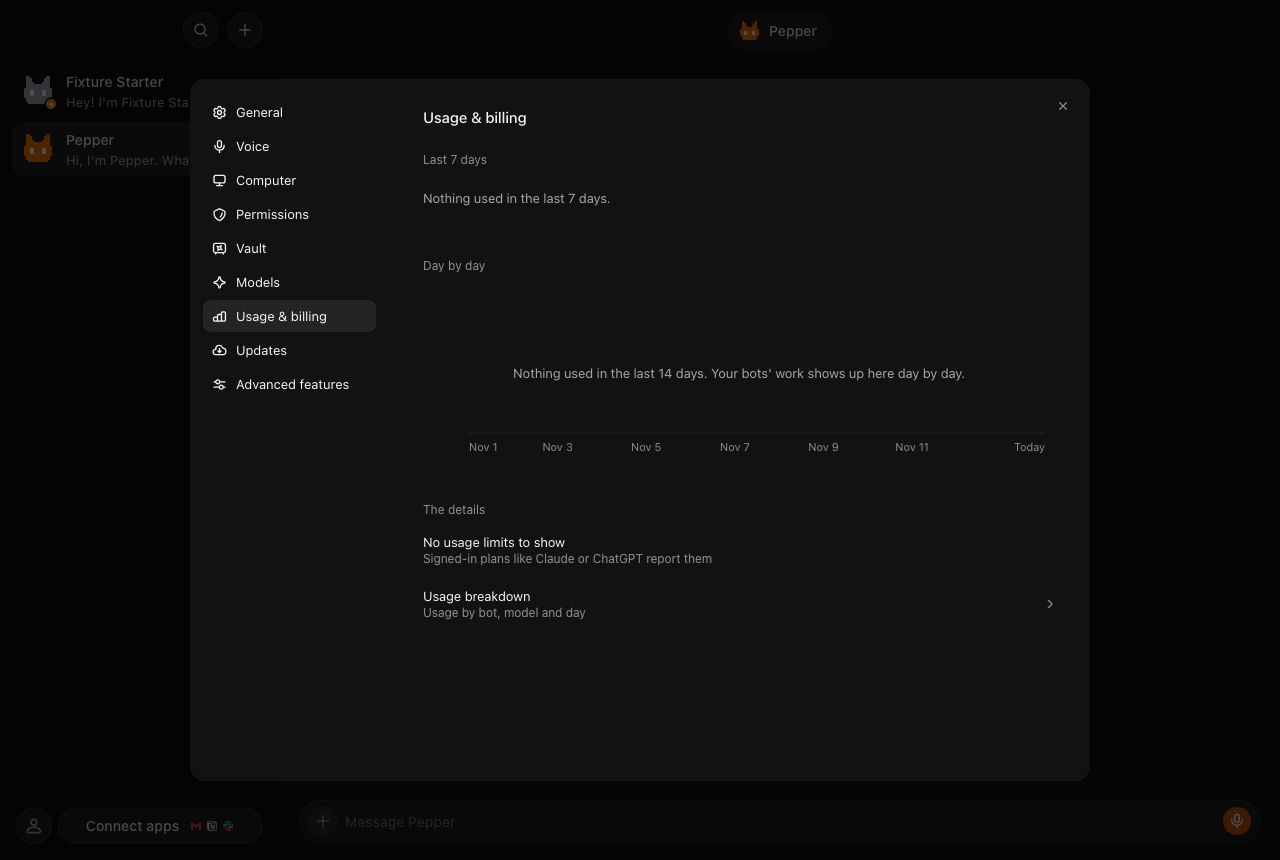 Pepper
Fixture Starter
Hey! I'm Fixture Sta
Pepper
Hi, I'm Pepper. Wha
General
Voice
Computer
Permissions
Vault
Models
Usage & billing
Updates
Advanced features
Usage & billing
Last 7 days
Nothing used in the last 7 days.
Day by day
Nothing used in the last 14 days. Your bots' work shows up here day by day.
Nov 1 Nov 3 Nov 5 Nov 7 Nov 9 Nov 11 Today
The details
No usage limits to show
Signed-in plans like Claude or ChatGPT report them
Usage breakdown
Usage by bot, model and day
Connect apps
Message Pepper